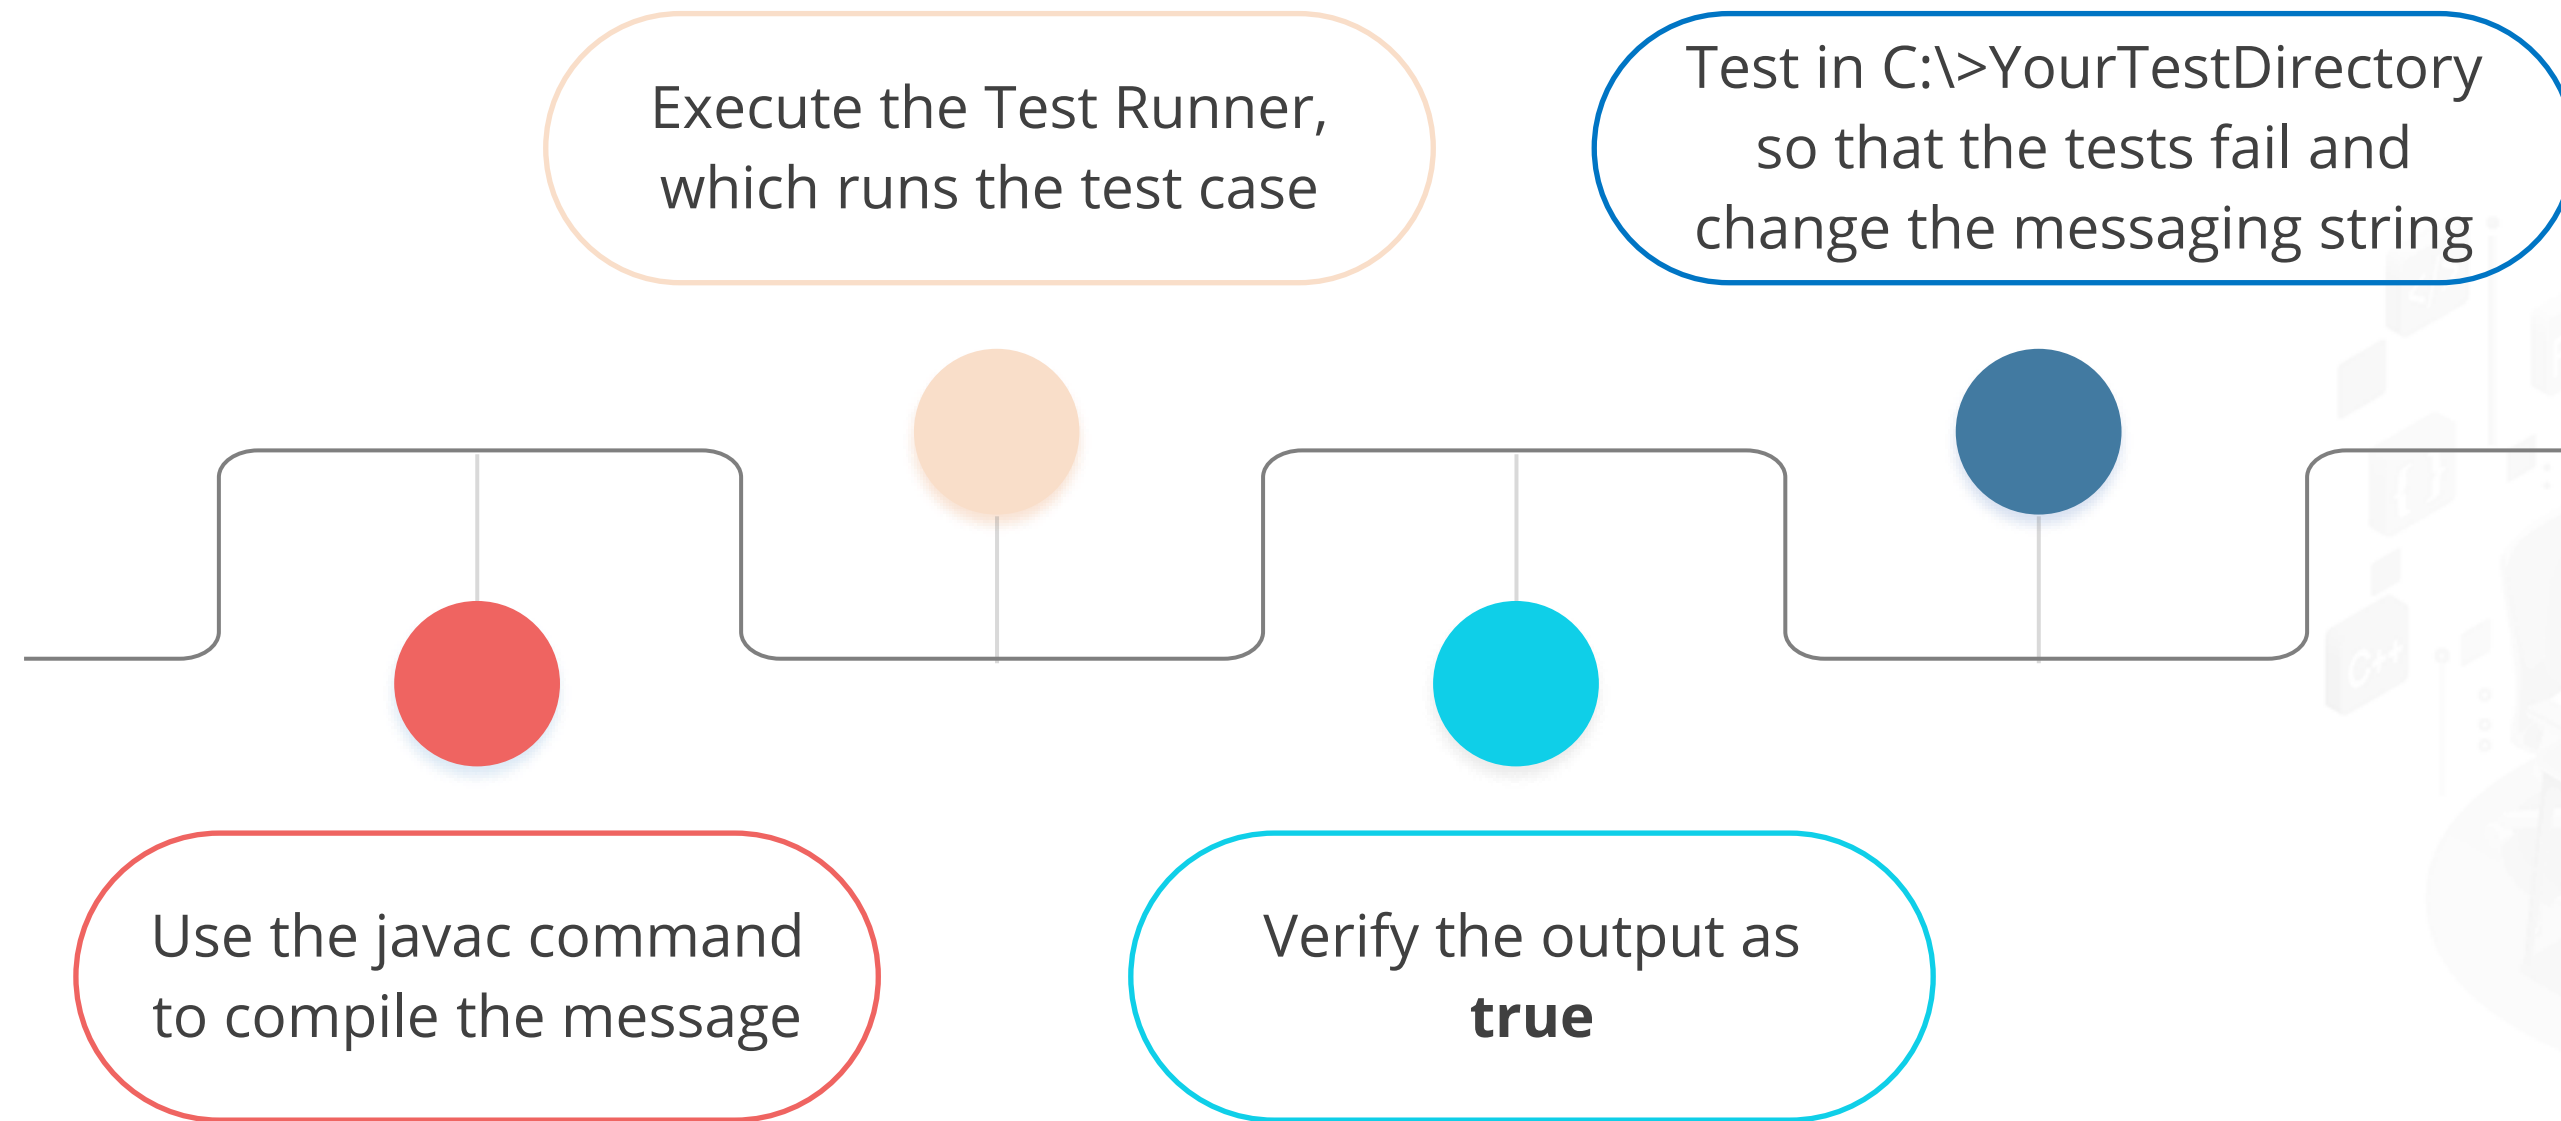 Execute the Test Runner,
which runs the test case
Test in C:\>YourTestDirectory
so that the tests fail and
change the messaging string
Use the javac command
to compile the message
Verify the output as
true
C++